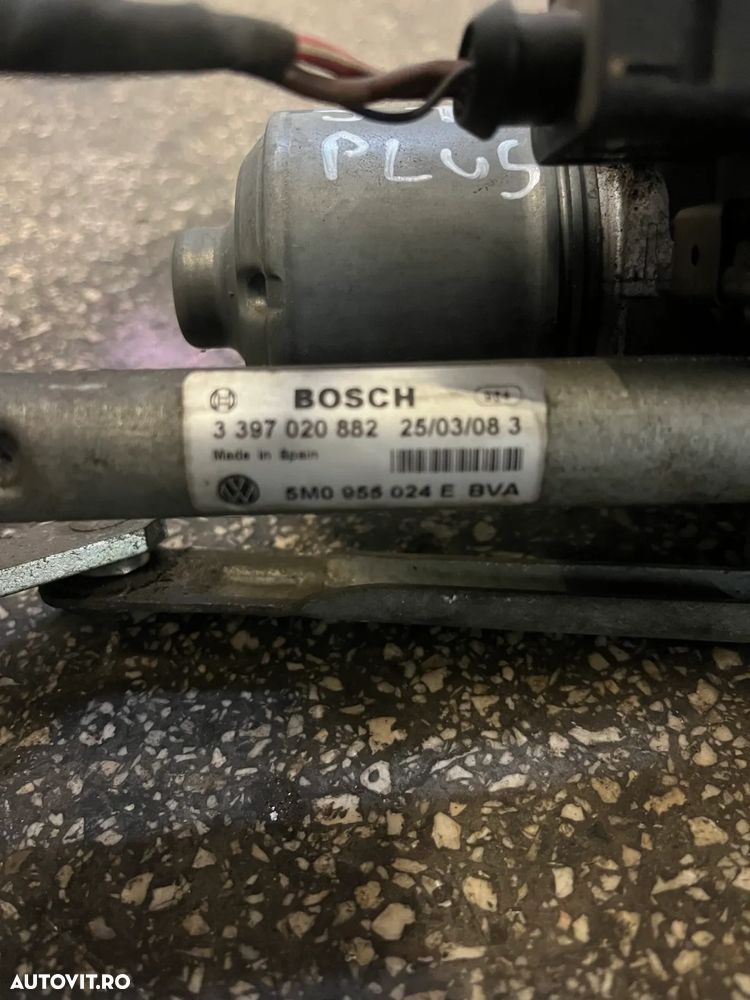 PLUS
BOSCH
3 397 020 882 25/03/08 3
Made in Spain
5M0 955 024 E BVA
AUTOVIT.RO